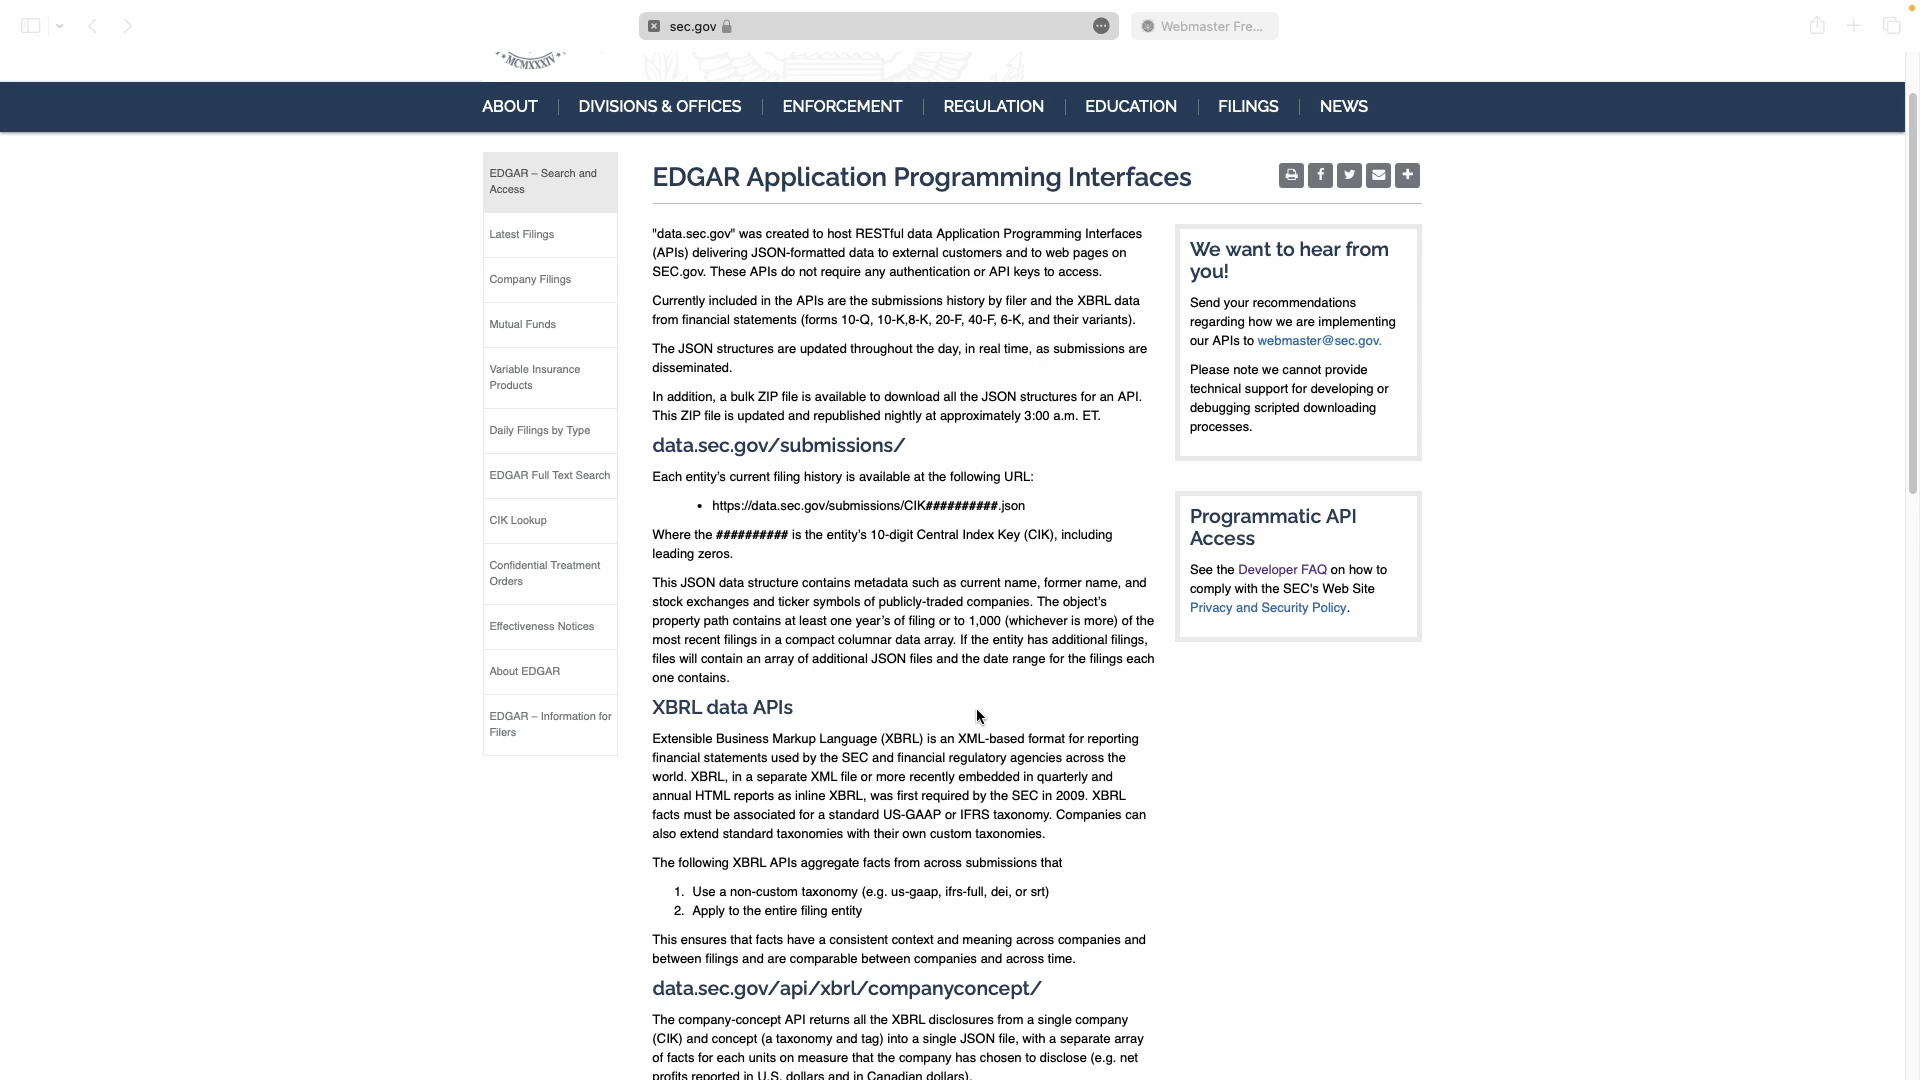 sec.gov
Webmaster Fre...
MCMXXXIV
ABOUT
DIVISIONS & OFFICES
ENFORCEMENT
REGULATION
EDUCATION
FILINGS
NEWS
EDGAR – Search and
Access
Latest Filings
Company Filings
Mutual Funds
Variable Insurance
Products
Daily Filings by Type
EDGAR Full Text Search
CIK Lookup
Confidential Treatment
Orders
Effectiveness Notices
About EDGAR
EDGAR – Information for
Filers
EDGAR Application Programming Interfaces
"data.sec.gov" was created to host RESTful data Application Programming Interfaces
(APIs) delivering JSON-formatted data to external customers and to web pages on
SEC.gov. These APIs do not require any authentication or API keys to access.
Currently included in the APIs are the submissions history by filer and the XBRL data
from financial statements (forms 10-Q, 10-K,8-K, 20-F, 40-F, 6-K, and their variants).
The JSON structures are updated throughout the day, in real time, as submissions are
disseminated.
In addition, a bulk ZIP file is available to download all the JSON structures for an API.
This ZIP file is updated and republished nightly at approximately 3:00 a.m. ET.
data.sec.gov/submissions/
Each entity's current filing history is available at the following URL:
• https://data.sec.gov/submissions/CIK##########.json
Where the ########## is the entity's 10-digit Central Index Key (CIK), including
leading zeros.
This JSON data structure contains metadata such as current name, former name, and
stock exchanges and ticker symbols of publicly-traded companies. The object's
property path contains at least one year's of filing or to 1,000 (whichever is more) of the
most recent filings in a compact columnar data array. If the entity has additional filings,
files will contain an array of additional JSON files and the date range for the filings each
one contains.
XBRL data APIs
Extensible Business Markup Language (XBRL) is an XML-based format for reporting
financial statements used by the SEC and financial regulatory agencies across the
world. XBRL, in a separate XML file or more recently embedded in quarterly and
annual HTML reports as inline XBRL, was first required by the SEC in 2009. XBRL
facts must be associated for a standard US-GAAP or IFRS taxonomy. Companies can
also extend standard taxonomies with their own custom taxonomies.
The following XBRL APIs aggregate facts from across submissions that
1. Use a non-custom taxonomy (e.g. us-gaap, ifrs-full, dei, or srt)
2. Apply to the entire filing entity
This ensures that facts have a consistent context and meaning across companies and
between filings and are comparable between companies and across time.
data.sec.gov/api/xbrl/companyconcept/
The company-concept API returns all the XBRL disclosures from a single company
(CIK) and concept (a taxonomy and tag) into a single JSON file, with a separate array
of facts for each units on measure that the company has chosen to disclose (e.g. net
profits reported in U.S. dollars and in Canadian dollars).
We want to hear from
you!
Send your recommendations
regarding how we are implementing
our APIs to webmaster@sec.gov.
Please note we cannot provide
technical support for developing or
debugging scripted downloading
processes.
Programmatic API
Access
See the Developer FAQ on how to
comply with the SEC's Web Site
Privacy and Security Policy.